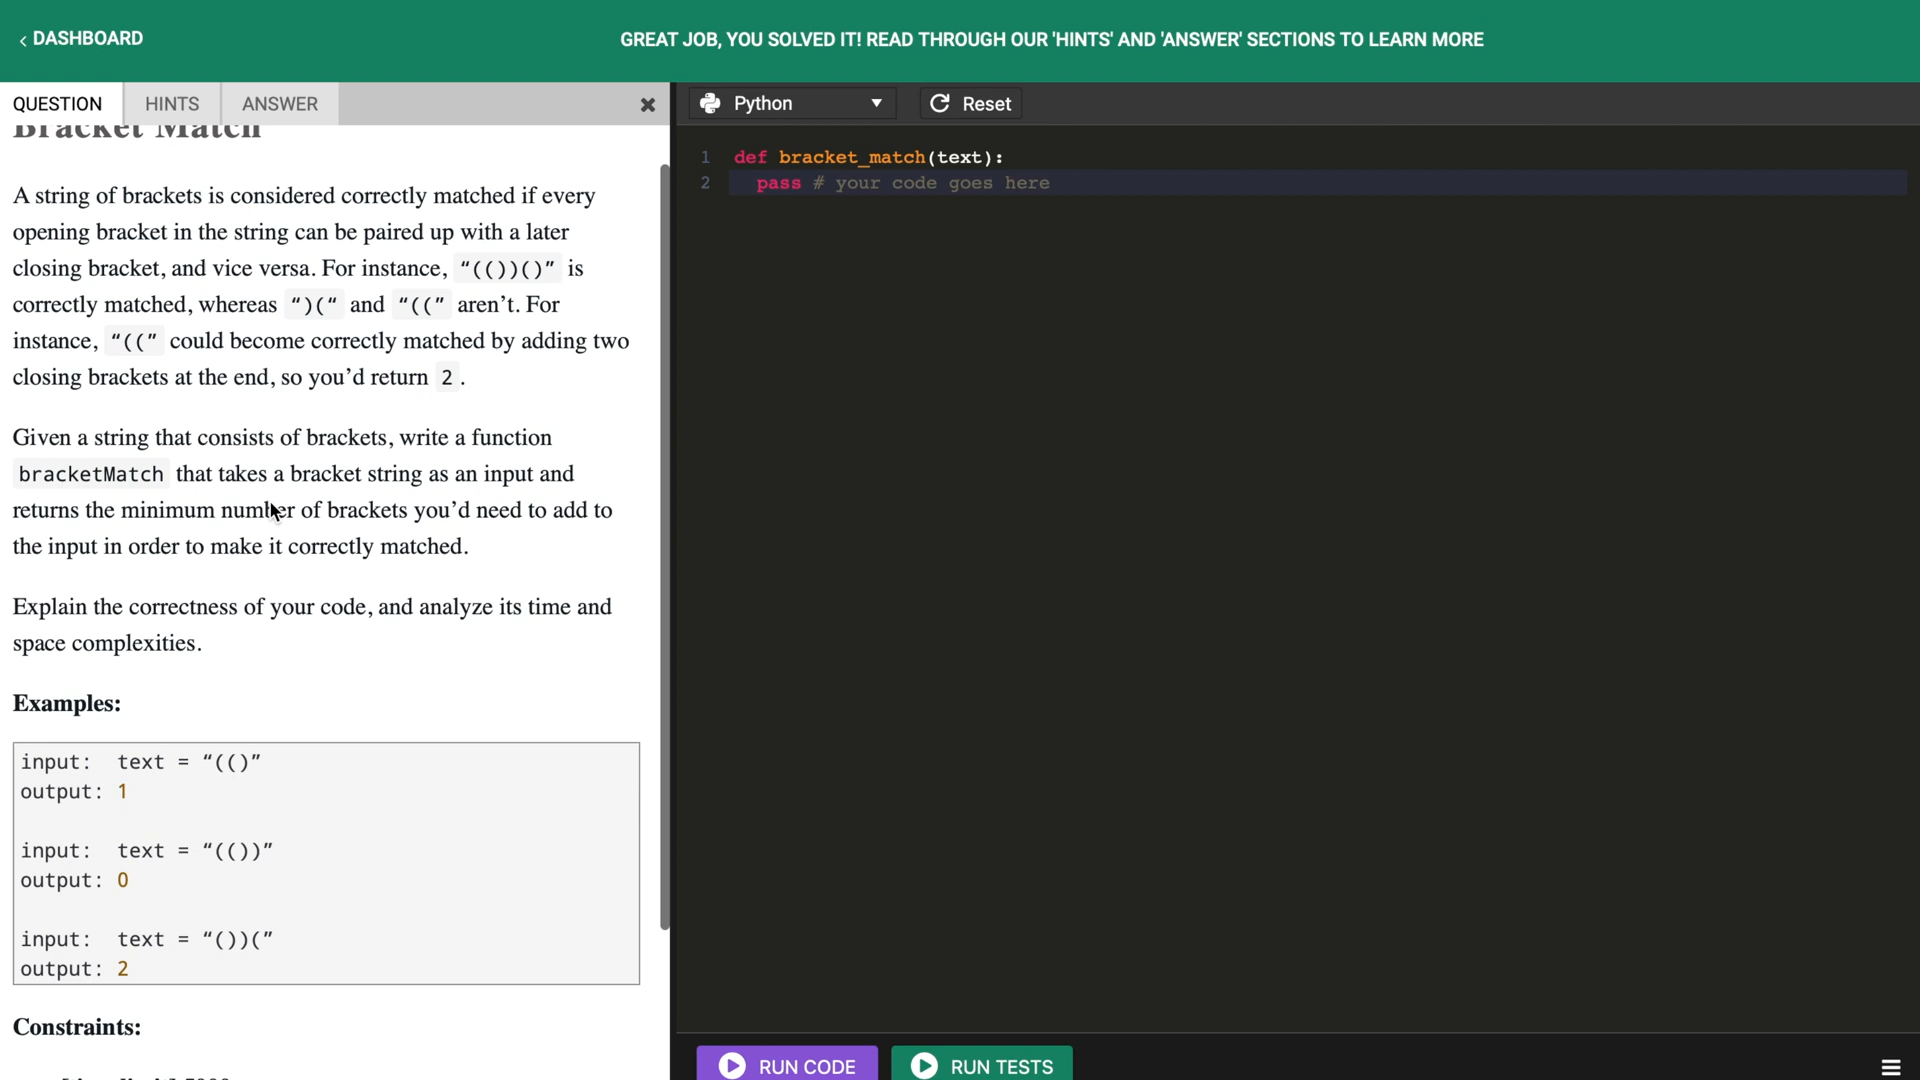 < DASHBOARD
GREAT JOB, YOU SOLVED IT! READ THROUGH OUR 'HINTS' AND 'ANSWER' SECTIONS TO LEARN MORE
QUESTION HINTS ANSWER
Bracket Match
A string of brackets is considered correctly matched if every
opening bracket in the string can be paired up with a later
closing bracket, and vice versa. For instance, “(())()” is
correctly matched, whereas “)(“ and “((” aren’t. For
instance, “((” could become correctly matched by adding two
closing brackets at the end, so you’d return 2 .
Given a string that consists of brackets, write a function
bracketMatch that takes a bracket string as an input and
returns the minimum number of brackets you’d need to add to
the input in order to make it correctly matched.
Explain the correctness of your code, and analyze its time and
space complexities.
Examples:
input:  text = “(()”
output: 1
input:  text = “(())”
output: 0
input:  text = “())(”
output: 2
Constraints:
Python Reset
1 def bracket_match(text):
2   pass # your code goes here
RUN CODE RUN TESTS